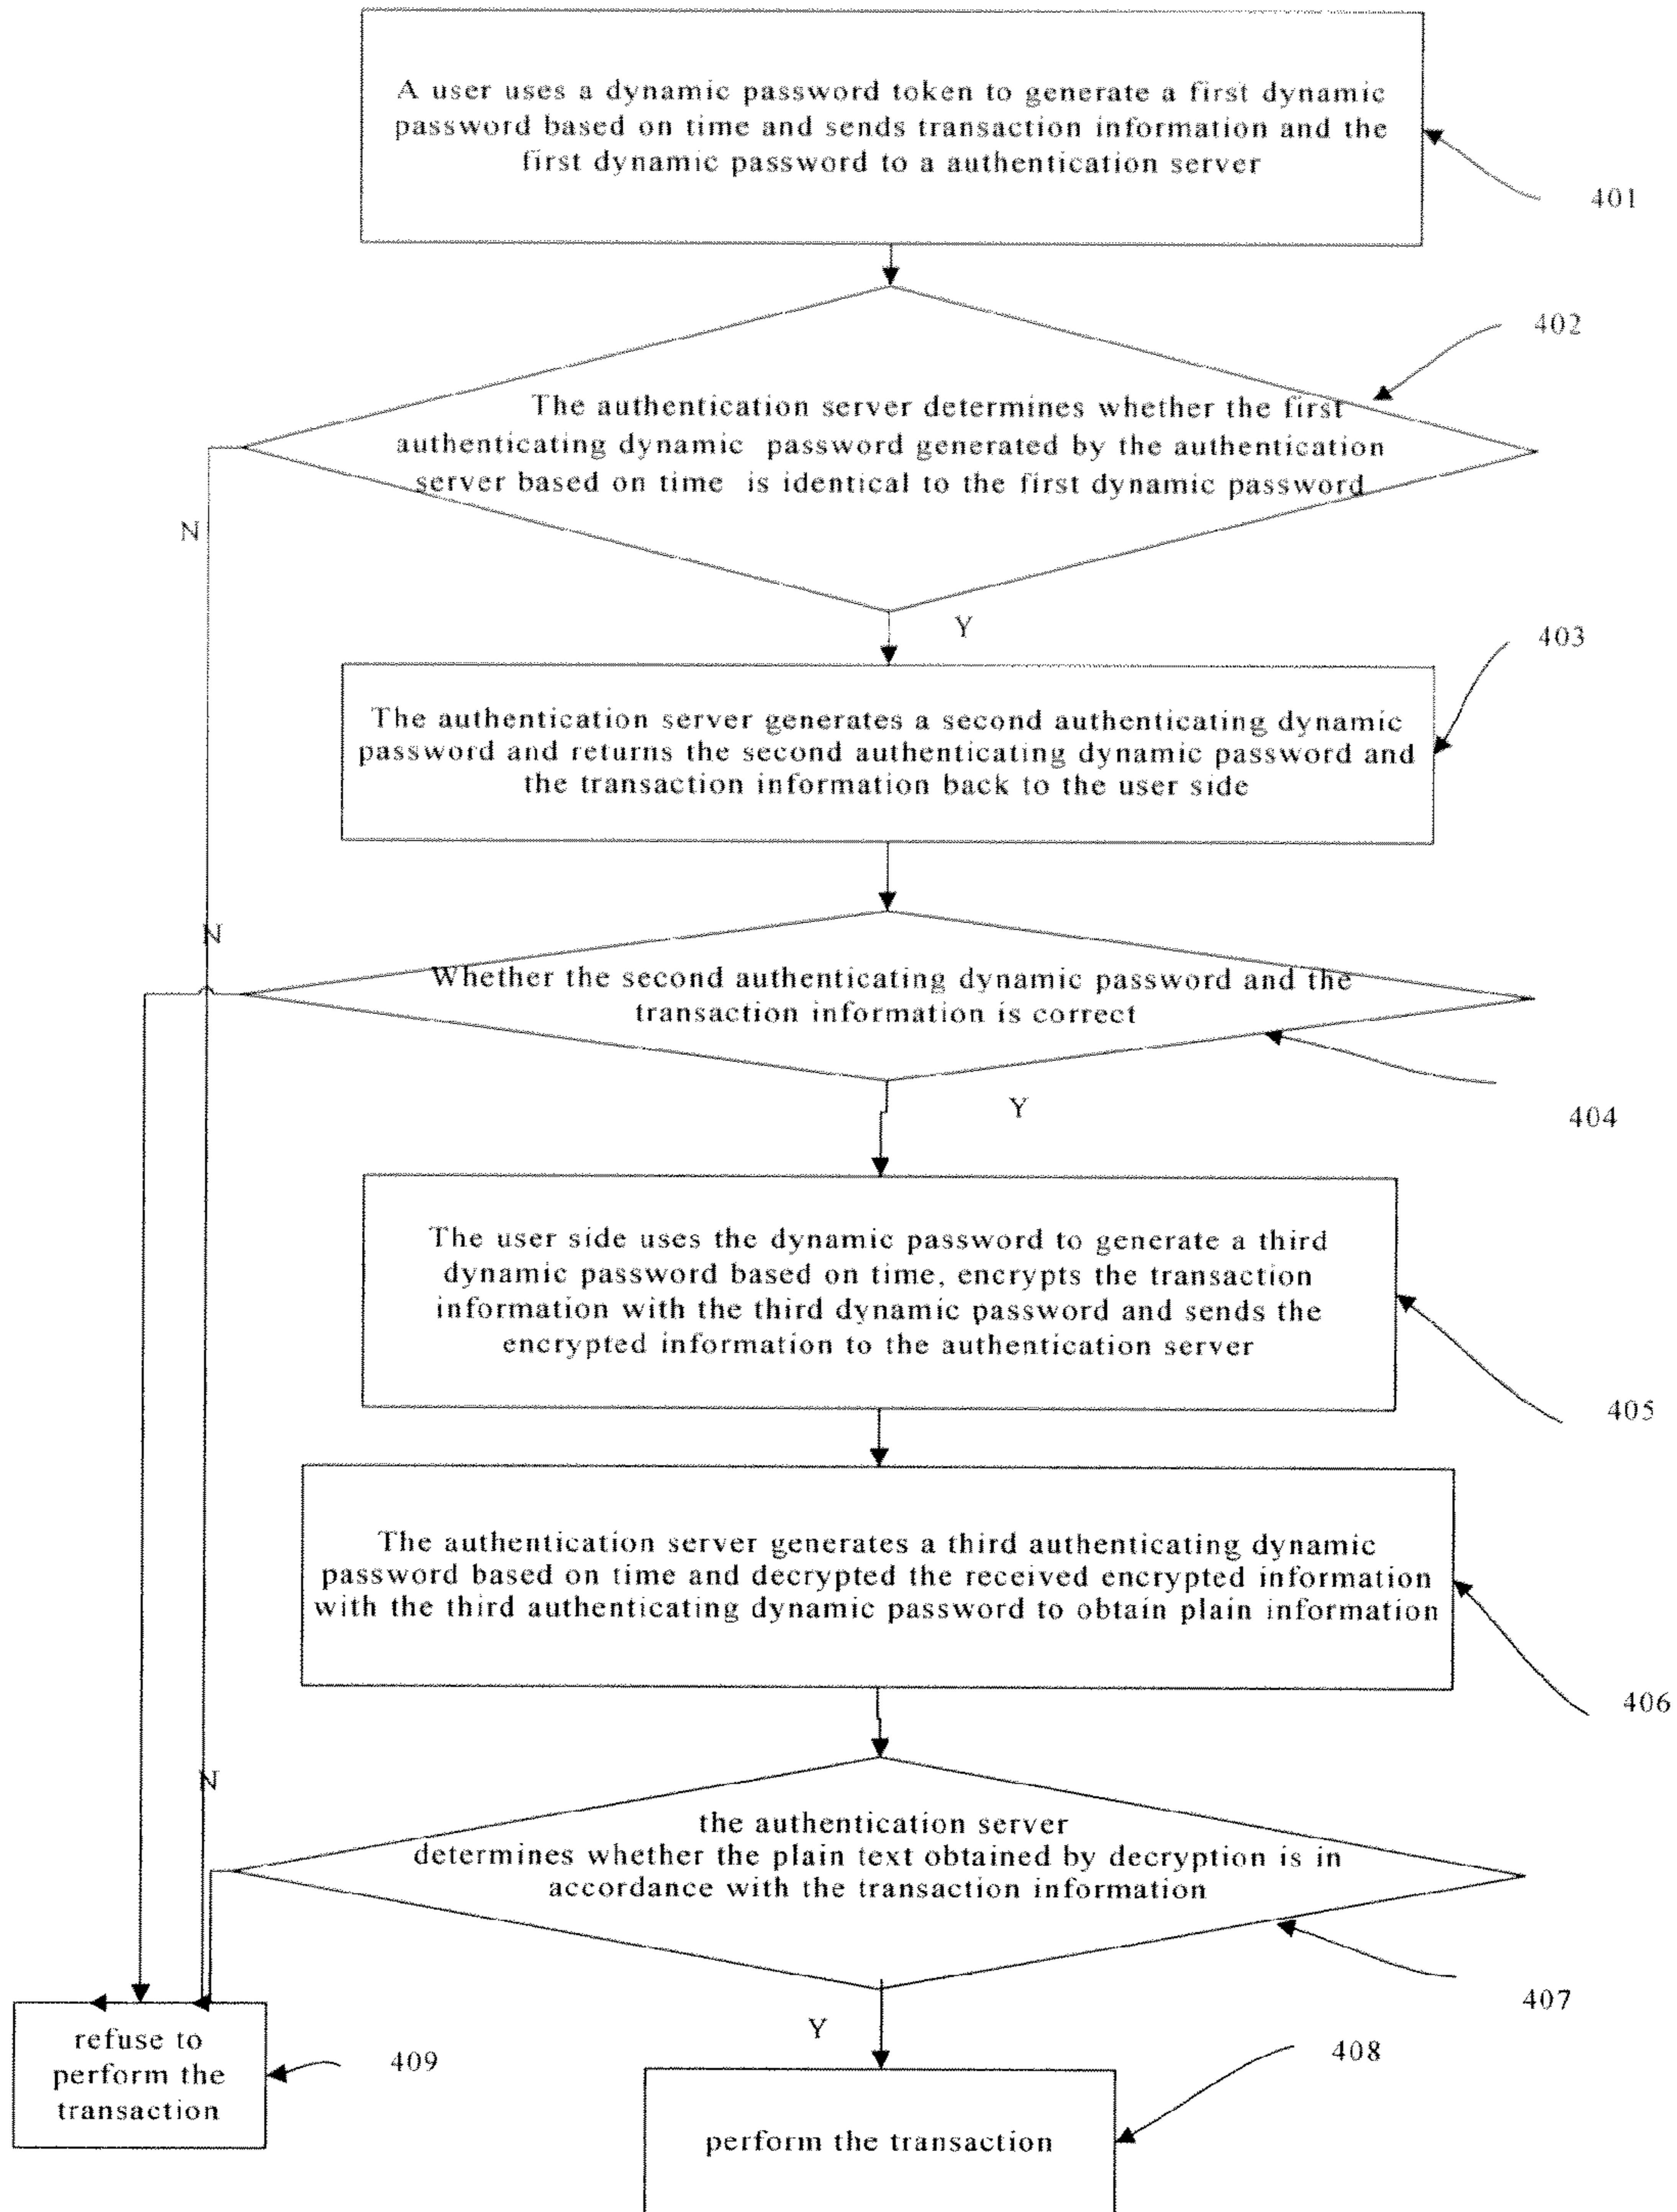 A user uses a dynamic password token to generate a first dynamic
password based on time and sends transaction information and the
first dynamic password to a authentication server
401
402
The authentication server determines whether the first
authenticating dynamic password generated by the authentication
server based on time is identical to the first dynamic password
N
Y
403
The authentication server generates a second authenticating dynamic
password and returns the second authenticating dynamic password and
the transaction information back to the user side
N
Whether the second authenticating dynamic password and the
transaction information is correct
Y
404
The user side uses the dynamic password to generate a third
dynamic password based on time, encrypts the transaction
information with the third dynamic password and sends the
encrypted information to the authentication server
405
The authentication server generates a third authenticating dynamic
password based on time and decrypted the received encrypted information
with the third authenticating dynamic password to obtain plain information
406
N
the authentication server
determines whether the plain text obtained by decryption is in
accordance with the transaction information
407
Y
refuse to
perform the
transaction
409
408
perform the transaction